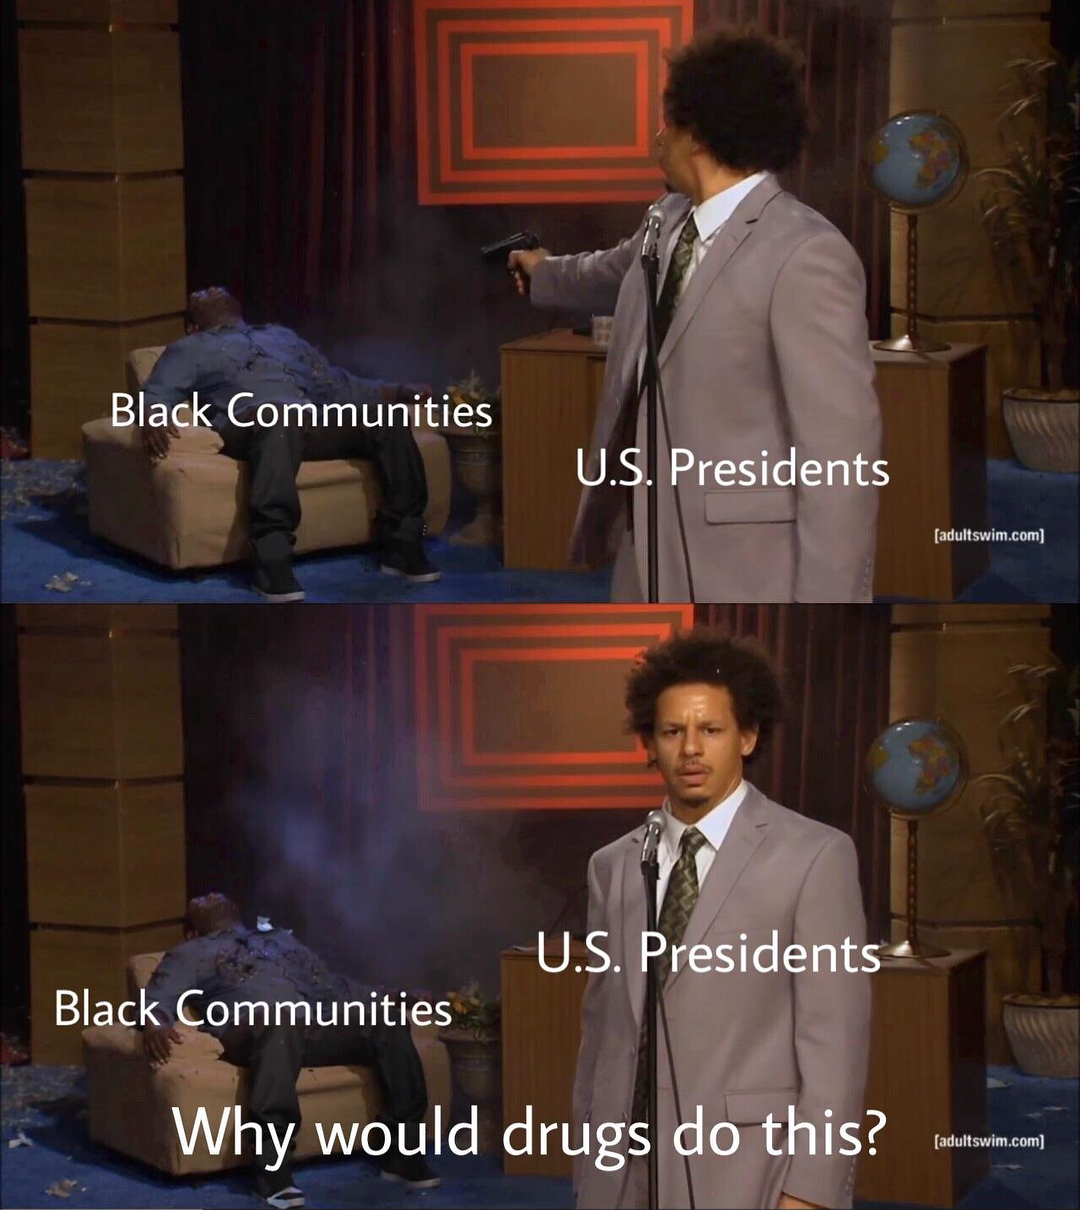 Black Communities
U.S. Presidents
[adultswim.com]
U.S. Presidents
Black Communities
Why would drugs do this?
[adultswim.com]